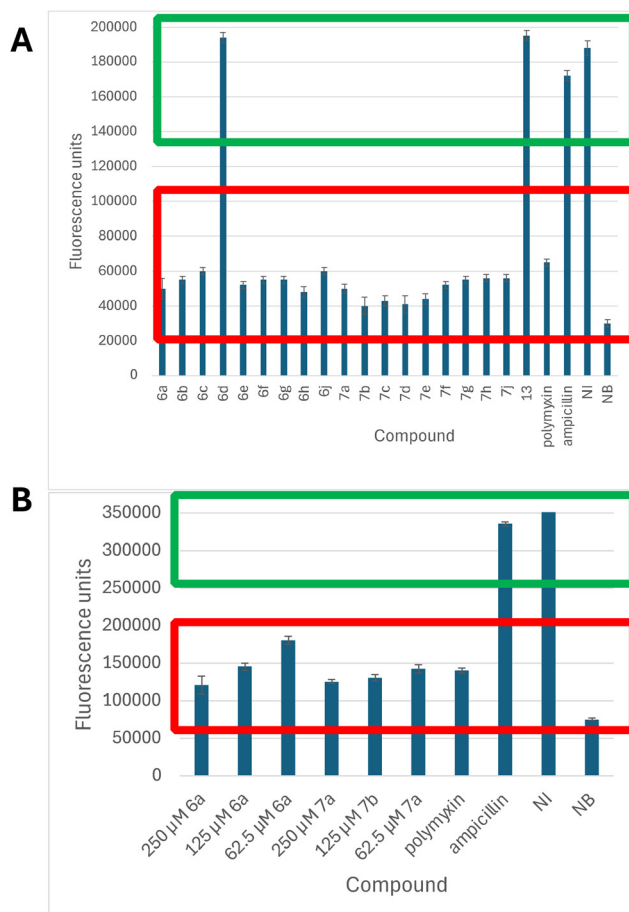 A
Fluorescence units
200000
180000
160000
140000
120000
100000
80000
60000
40000
20000
0
6a 6b 6c 6d 6e 6f 6g 6h 6j 7a 7b 7c 7d 7e 7f 7g 7h 7j 13 polymyxin ampicillin NI NB
Compound
B
Fluorescence units
350000
300000
250000
200000
150000
100000
50000
0
250 µM 6a 125 µM 6a 62.5 µM 6a 250 µM 7a 125 µM 7b 62.5 µM 7a polymyxin ampicillin NI NB
Compound